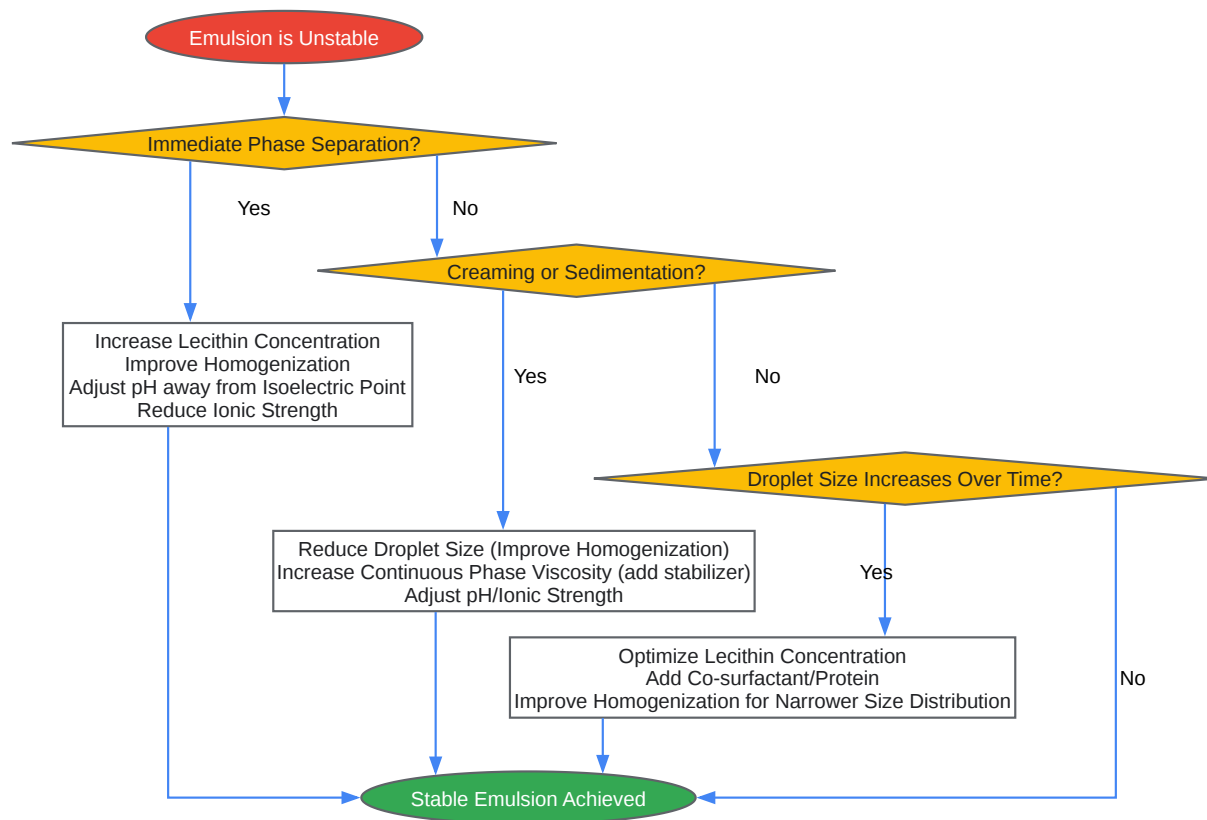 Emulsion is Unstable
Immediate Phase Separation?
Yes
No
Creaming or Sedimentation?
Increase Lecithin Concentration
Improve Homogenization
Adjust pH away from Isoelectric Point
Reduce Ionic Strength
Yes
No
Droplet Size Increases Over Time?
Reduce Droplet Size (Improve Homogenization)
Increase Continuous Phase Viscosity (add stabilizer)
Adjust pH/Ionic Strength
Yes
No
Optimize Lecithin Concentration
Add Co-surfactant/Protein
Improve Homogenization for Narrower Size Distribution
Stable Emulsion Achieved